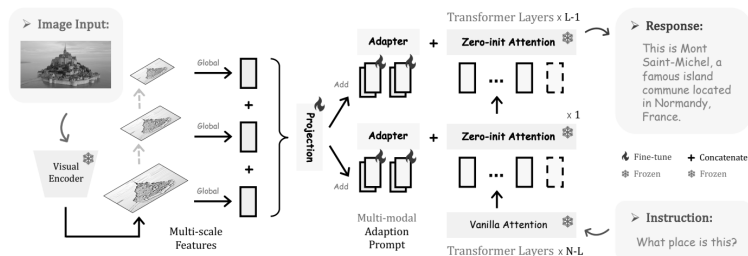 Image Input:
Visual
Encoder
Global
Global
Global
+
+
Multi-scale
Features
Projection
Add
Add
Adapter
Adapter
Multi-modal
Adaption
Prompt
Transformer Layers x L-1
+ Zero-init Attention
...
x 1
+ Zero-init Attention
...
Vanilla Attention
Transformer Layers x N-L
Response:
This is Mont
Saint-Michel, a
famous island
commune located
in Normandy,
France.
Fine-tune + Concatenate
Frozen Frozen
Instruction:
What place is this?